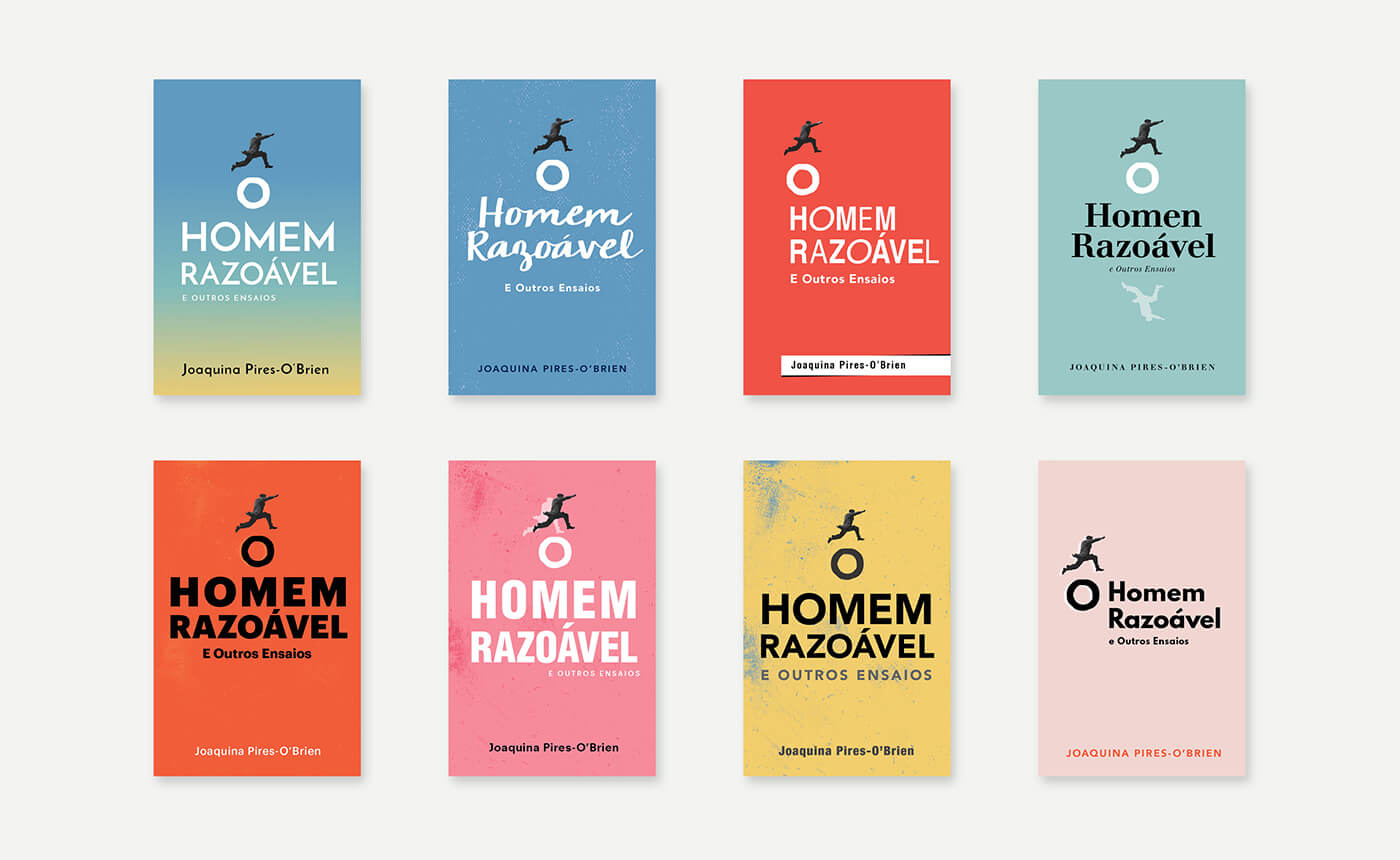 O
HOMEM
RAZOÁVEL
E OUTROS ENSAIOS
Joaquina Pires-O'Brien
O
Homem
Razoável
E Outros Ensaios
JOAQUINA PIRES-O'BRIEN
O
HOMEM
RAZOÁVEL
E Outros Ensaios
Joaquina Pires-O'Brien
O
Homen
Razoável
e Outros Ensaios
JOAQUINA PIRES-O'BRIEN
O
HOMEM
RAZOÁVEL
E Outros Ensaios
Joaquina Pires-O'Brien
O
HOMEM
RAZOÁVEL
E OUTROS ENSAIOS
Joaquina Pires-O'Brien
O
HOMEM
RAZOÁVEL
E OUTROS ENSAIOS
Joaquina Pires-O'Brien
O Homem
Razoável
e Outros Ensaios
JOAQUINA PIRES-O'BRIEN